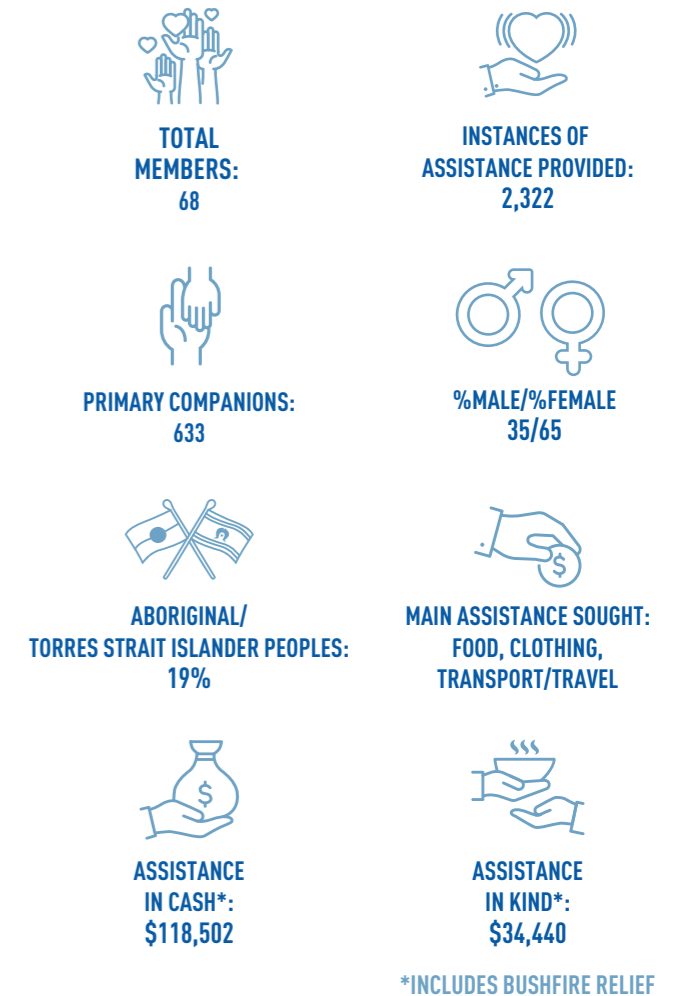 TOTAL
MEMBERS:
68
INSTANCES OF
ASSISTANCE PROVIDED:
2,322
PRIMARY COMPANIONS:
633
%MALE/%FEMALE
35/65
ABORIGINAL/
TORRES STRAIT ISLANDER PEOPLES:
19%
MAIN ASSISTANCE SOUGHT:
FOOD, CLOTHING,
TRANSPORT/TRAVEL
$
ASSISTANCE
IN CASH*:
$118,502
$
ASSISTANCE
IN KIND*:
$34,440
*INCLUDES BUSHFIRE RELIEF